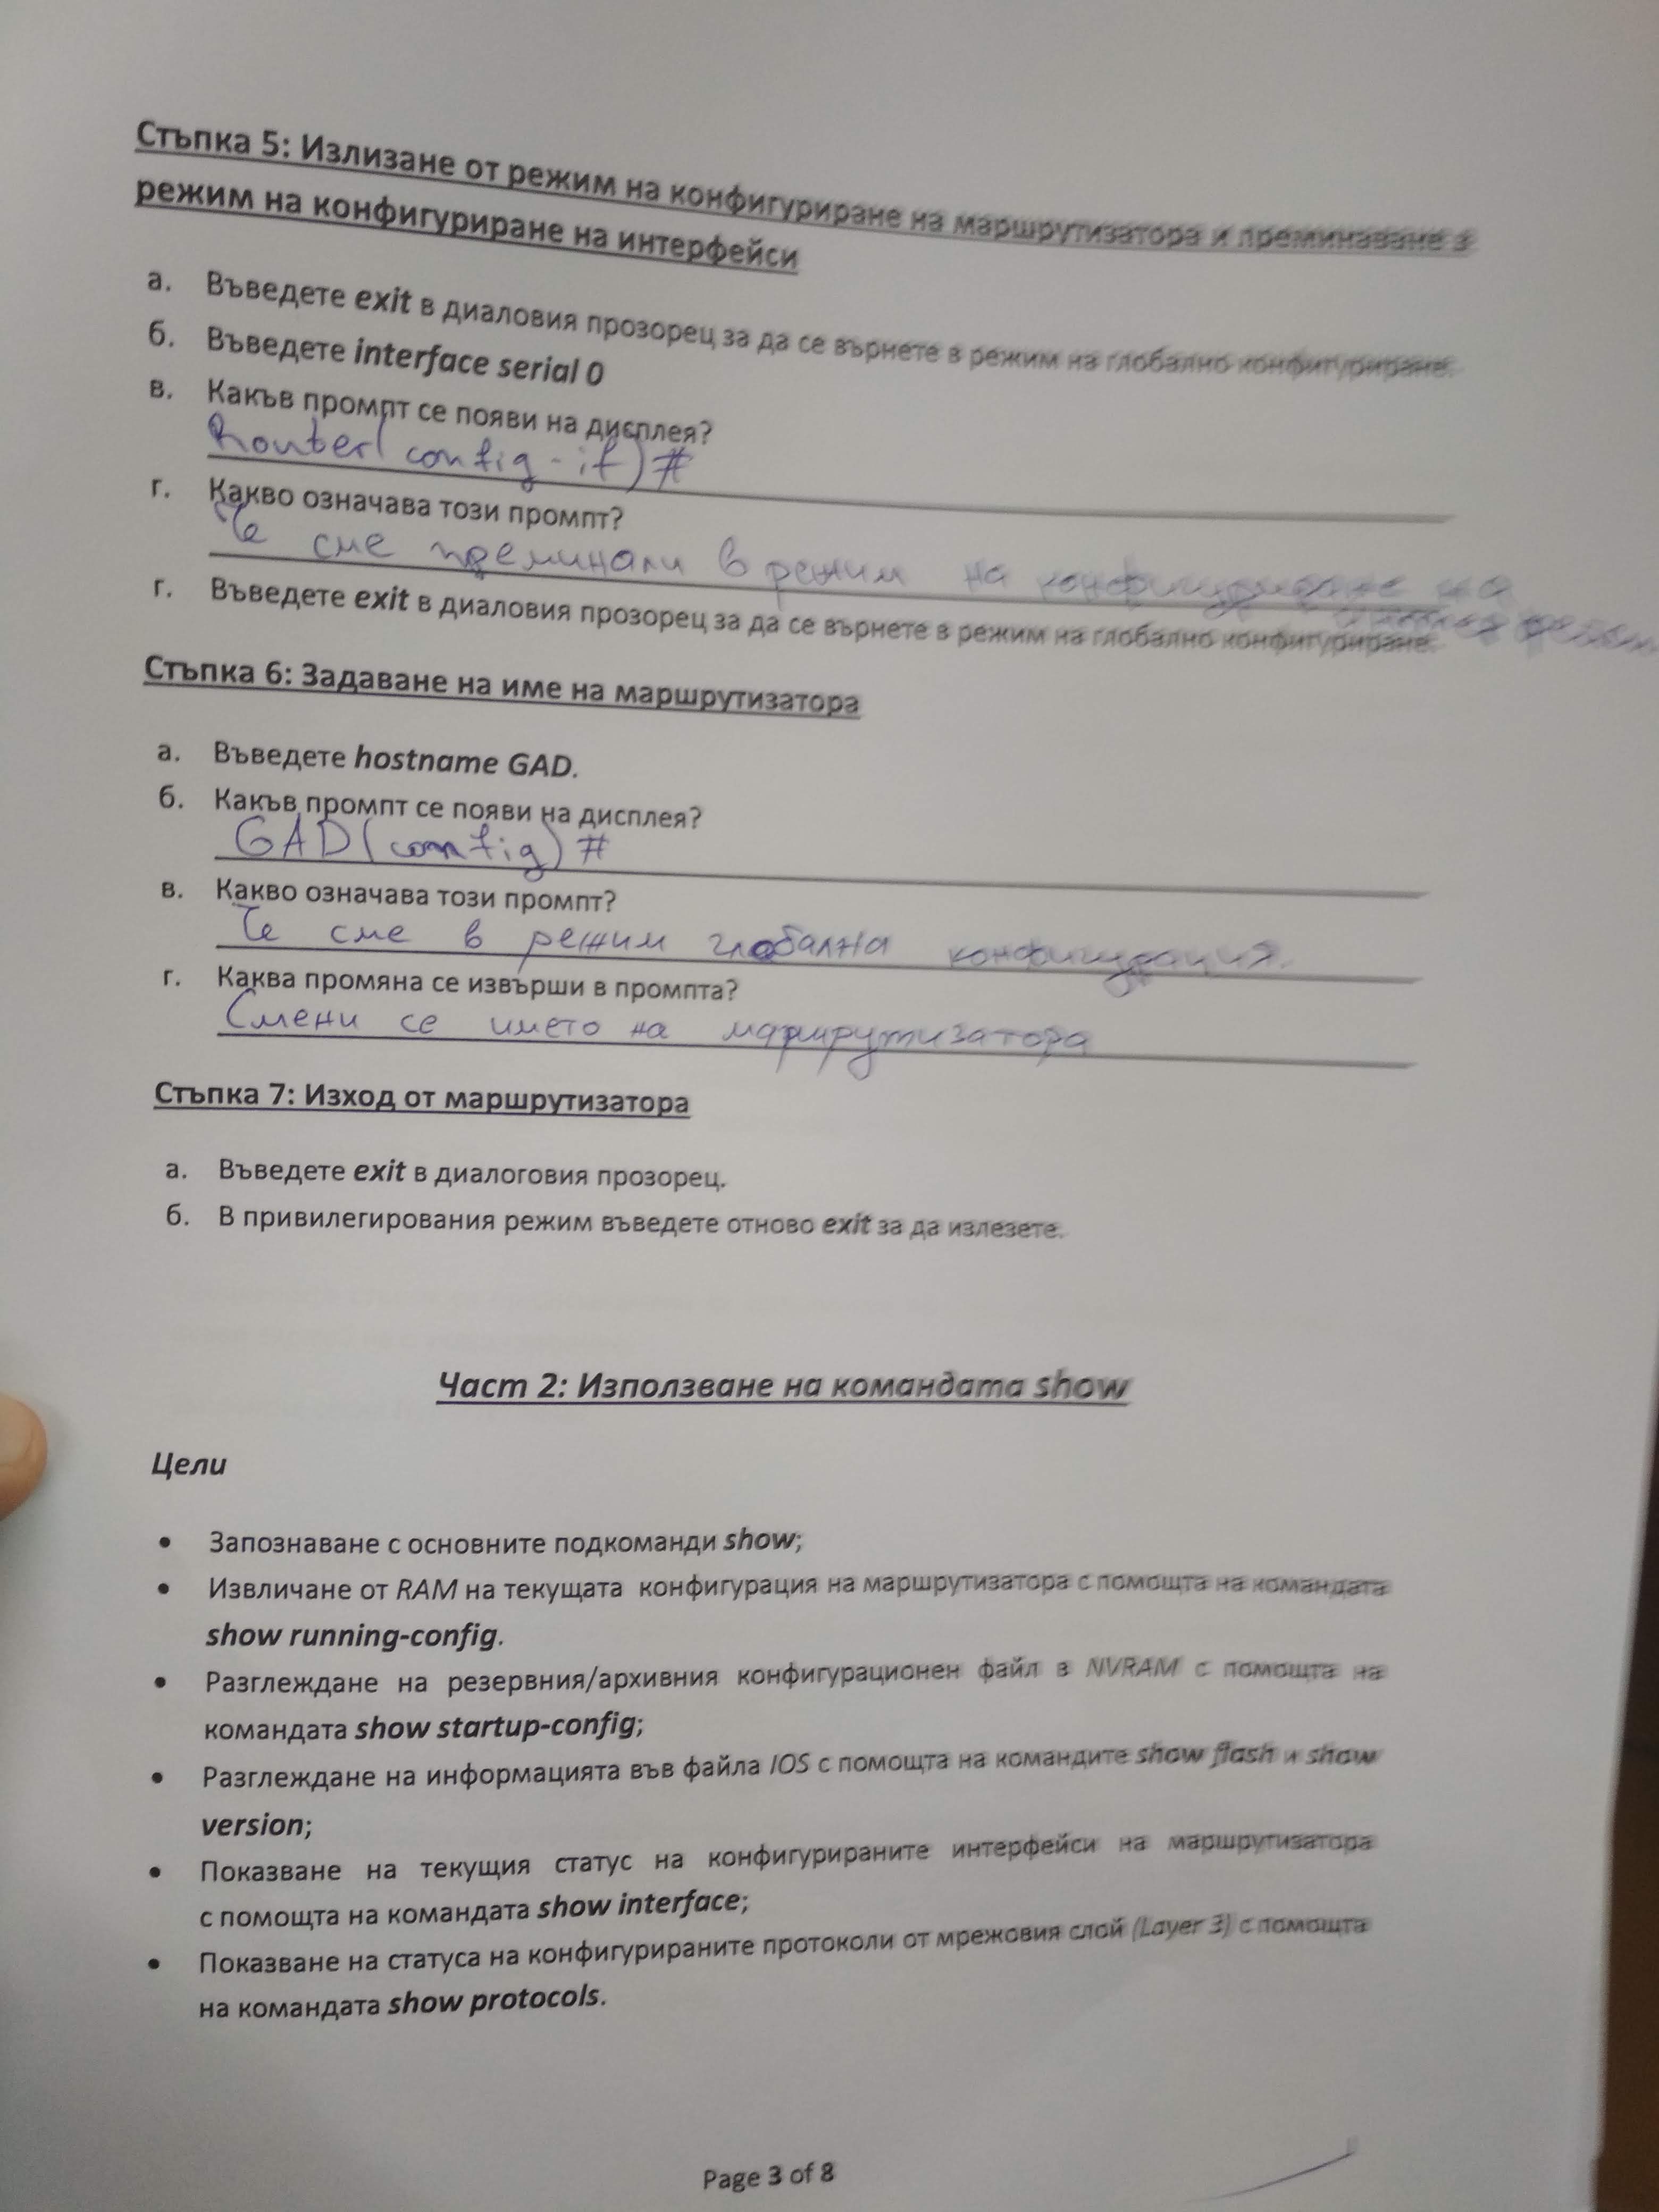 Стъпка 5: Излизане от режим на конфигуриране на маршрутизатора и преминаване в
режим на конфигуриране на интерфейси
а. Въведете exit в диаловия прозорец за да се върнете в режим на глобално конфигуриране.
б. Въведете interface serial 0
в. Какъв промпт се появи на дисплея?
Router(config-if)#
г. Какво означава този промпт?
Че сме преминали в режим на конфигуриране на
г. Въведете exit в диаловия прозорец за да се върнете в режим на глобално конфигуриране.
Стъпка 6: Задаване на име на маршрутизатора
а. Въведете hostname GAD.
б. Какъв промпт се появи на дисплея?
GAD(config)#
в. Какво означава този промпт?
Че сме в режим глобална конфигурация.
г. Каква промяна се извърши в промпта?
Смени се името на маршрутизатора
Стъпка 7: Изход от маршрутизатора
а. Въведете exit в диалоговия прозорец.
б. В привилегирования режим въведете отново exit за да излезете.
Част 2: Използване на командата show
Цели
• Запознаване с основните подкоманди show;
• Извличане от RAM на текущата конфигурация на маршрутизатора с помощта на командата
show running-config.
• Разглеждане на резервния/архивния конфигурационен файл в NVRAM с помощта на
командата show startup-config;
• Разглеждане на информацията във файла IOS с помощта на командите show flash и show
version;
• Показване на текущия статус на конфигурираните интерфейси на маршрутизатора
с помощта на командата show interface;
• Показване на статуса на конфигурираните протоколи от мрежовия слой (Layer 3) с помощта
на командата show protocols.
Page 3 of 8